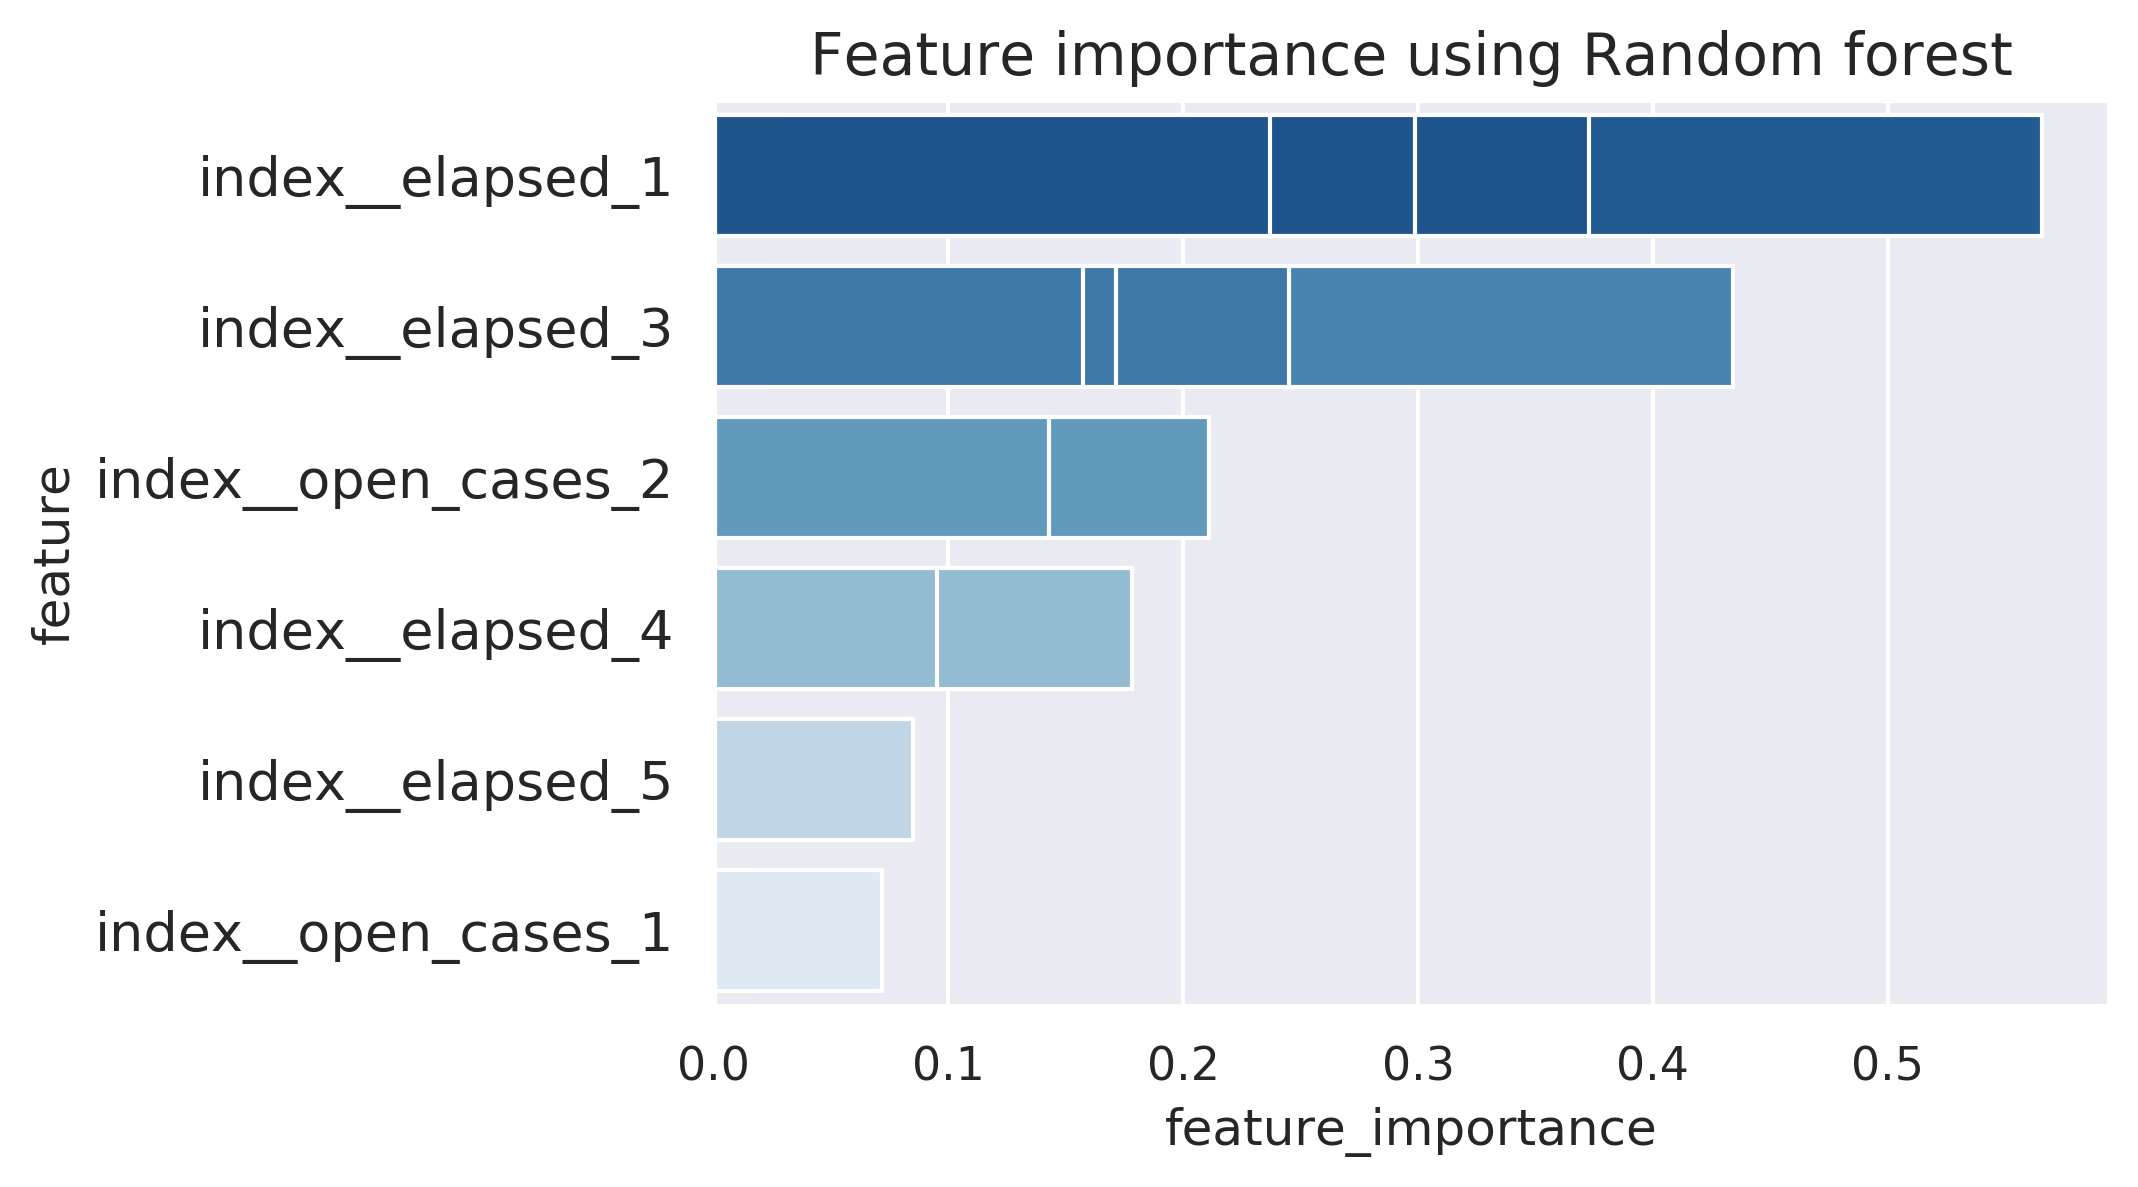 Feature importance using Random forest
index__elapsed_1
index__elapsed_3
index__open_cases_2
index__elapsed_4
index__elapsed_5
index__open_cases_1
feature
0.0 0.1 0.2 0.3 0.4 0.5
feature_importance